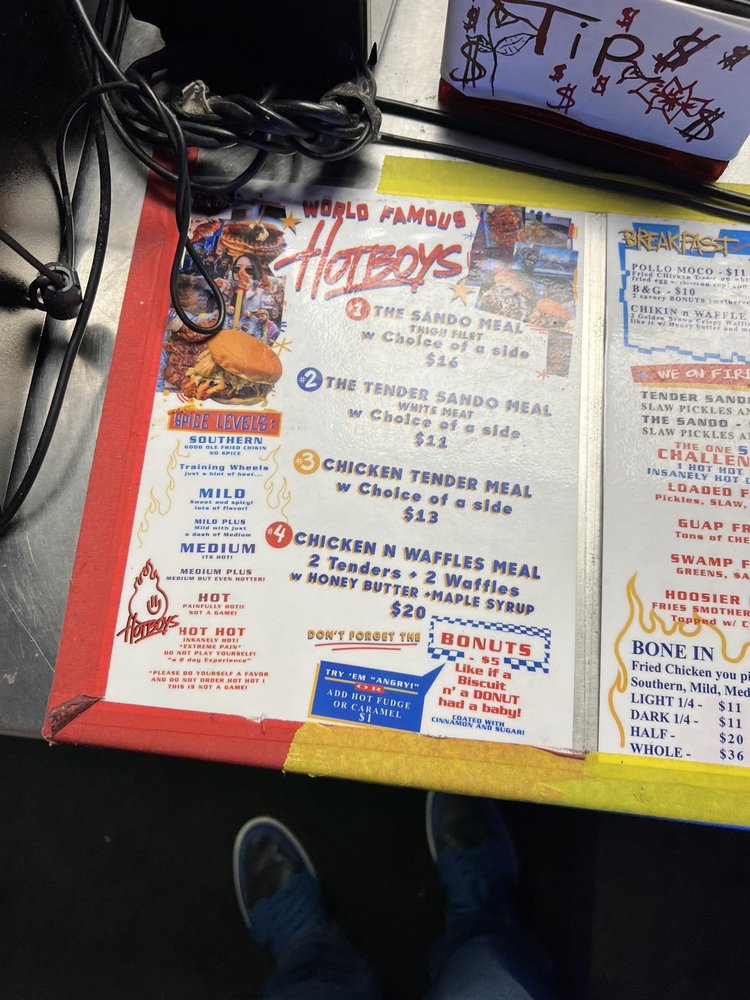 Tip
WORLD FAMOUS
HOTBOYS
#1 THE SANDO MEAL
THIGH FILET
w Choice of a side
$16
#2 THE TENDER SANDO MEAL
WHITE MEAT
w Choice of a side
$11
#3 CHICKEN TENDER MEAL
w Choice of a side
$13
#4 CHICKEN N WAFFLES MEAL
2 Tenders + 2 Waffles
w HONEY BUTTER +MAPLE SYRUP
$20
SPICE LEVELS:
SOUTHERN
GOOD OLE FRIED CHIKIN
NO SPICE
Training Wheels
just a hint of heat...
MILD
Sweet and spicy!
lots of flavor!
MILD PLUS
Mild with just
a dash of Medium
MEDIUM
ITS HOT!
MEDIUM PLUS
MEDIUM BUT EVEN HOTTER!
HOT
PAINFULLY HOT!!
NOT A GAME!
HOT HOT
INSANELY HOT!
*EXTREME PAIN*
DO NOT PLAY YOURSELF!
"a 2 day Experience"
*PLEASE DO YOURSELF A FAVOR
AND DO NOT ORDER HOT HOT !
THIS IS NOT A GAME!
HOTBOYS
DON'T FORGET THE
BONUTS
- $5
Like if a
Biscuit
n' a DONUT
had a baby!
COATED WITH
CINNAMON AND SUGAR!
TRY 'EM "ANGRY!"
OR
ADD HOT FUDGE
OR CARAMEL
$1
BREAKFAST
POLLO MOCO - $11
B&G - $10
2 savory BONUTS smothere
CHIKIN n WAFFLE
2 Golden Brown Crispy Waff
like it w/ Honey butter and m
WE ON FIR
TENDER SAND
SLAW PICKLES A
THE SANDO -
SLAW PICKLES A
THE ONE
CHALLEN
1 HOT HOT
INSANELY HOT
LOADED F
Pickles, SLAW,
GUAP FR
Tons of CHE
SWAMP F
GREENS, SA
HOOSIER
FRIES SMOTHER
Topped w/ C
BONE IN
Fried Chicken you pi
Southern, Mild, Med
LIGHT 1/4 - $11
DARK 1/4 - $11
HALF - $20
WHOLE - $36